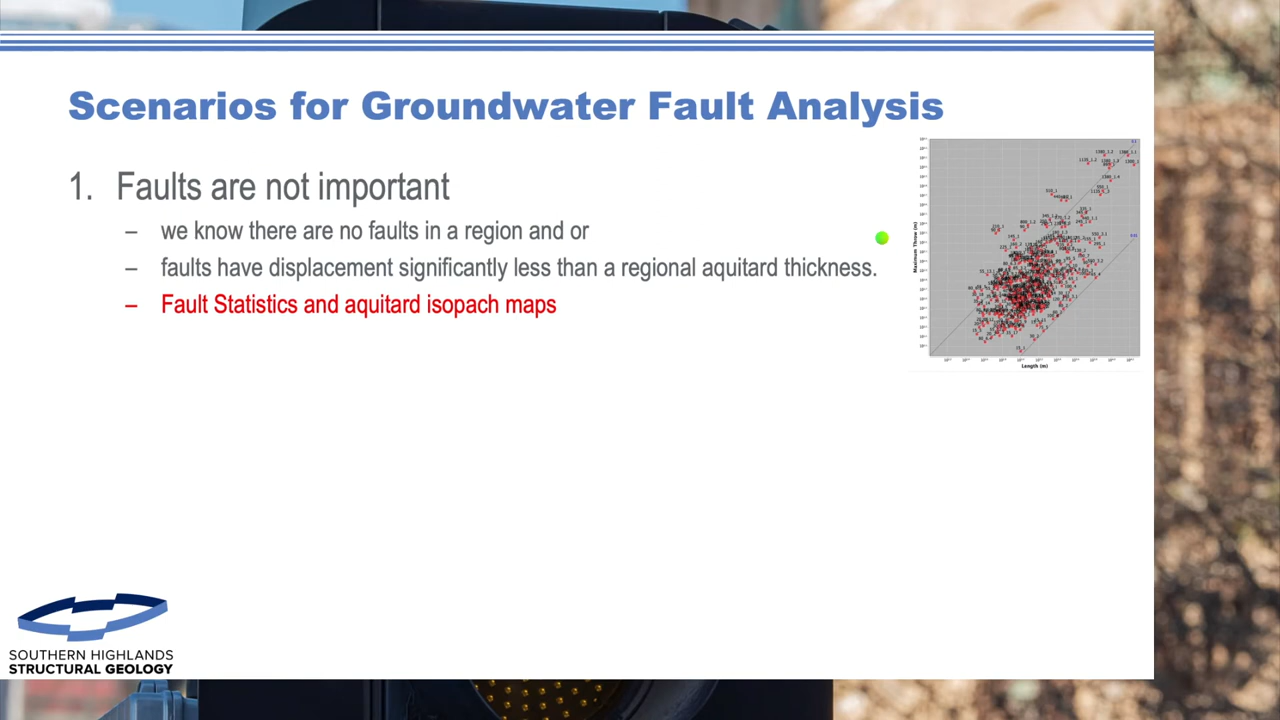 Scenarios for Groundwater Fault Analysis
1. Faults are not important
– we know there are no faults in a region and or
– faults have displacement significantly less than a regional aquitard thickness.
– Fault Statistics and aquitard isopach maps
Maximum Throw (m)
Length (m)
SOUTHERN HIGHLANDS
STRUCTURAL GEOLOGY